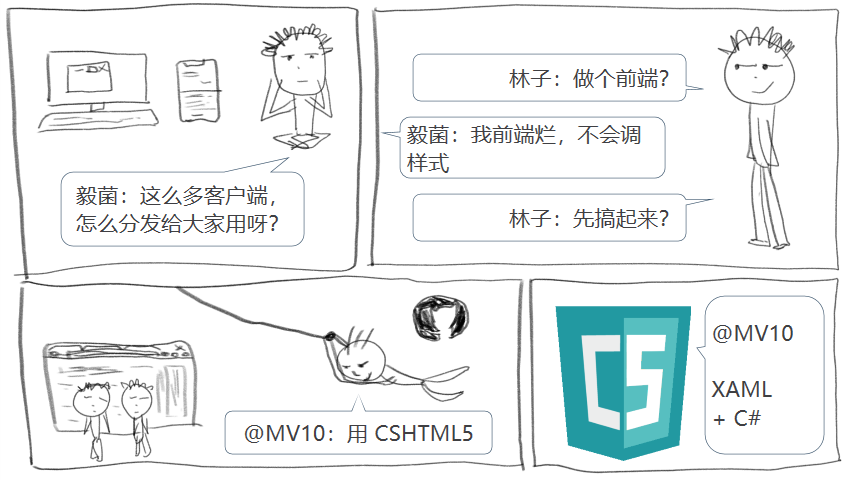 毅菌：这么多客户端，
怎么分发给大家用呀？
林子：做个前端？
毅菌：我前端烂，不会调
样式
林子：先搞起来？
@MV10：用 CSHTML5
CS
@MV10
XAML
+ C#